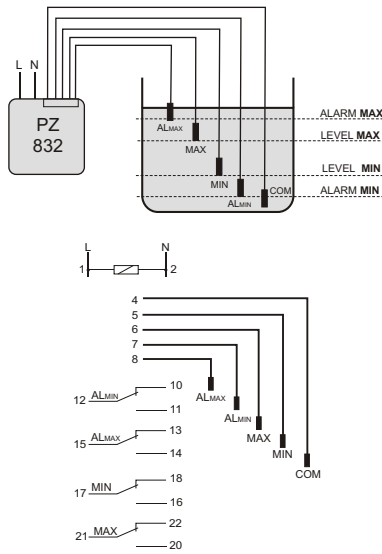 L N
PZ
832
ALMAX
MAX
MIN
ALMIN
COM
ALARM MAX
LEVEL MAX
LEVEL MIN
ALARM MIN
L N
1 2
4
5
6
7
8
ALMAX
ALMIN
MAX
MIN
COM
12 ALMIN 10
11
15 ALMAX 13
14
17 MIN 18
16
21 MAX 22
20